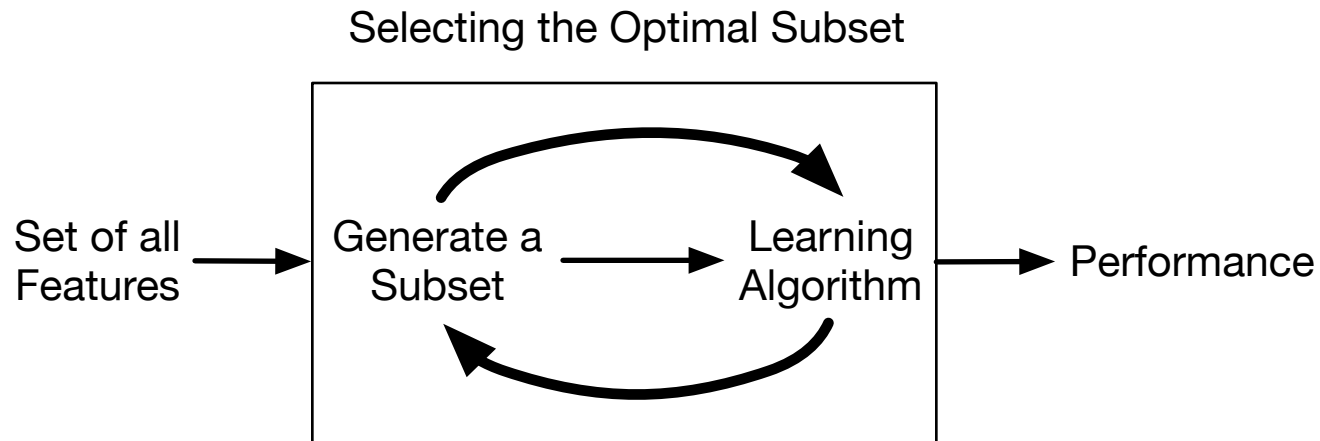 Selecting the Optimal Subset
Set of all
Features
Generate a
Subset
Learning
Algorithm
Performance